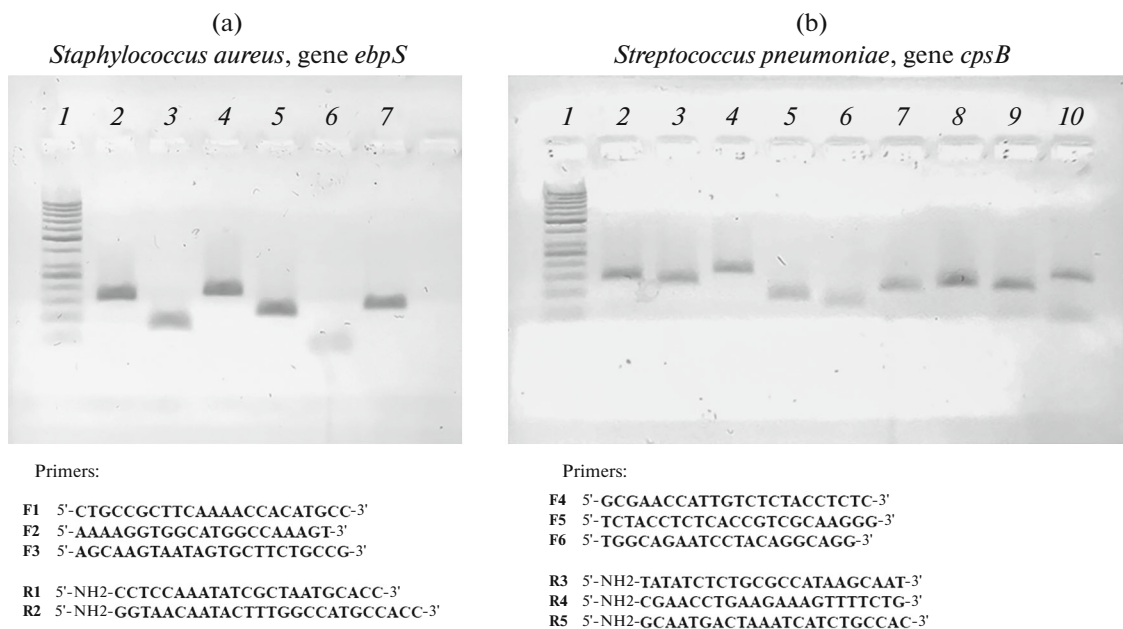 (a)
Staphylococcus aureus, gene ebpS
1 2 3 4 5 6 7
Primers:
F1 5'-CTGCCGCTTCAAAACCACATGCC-3'
F2 5'-AAAAGGTGGCATGGCCAAAGT-3'
F3 5'-AGCAAGTAATAGTGCTTCTGCCG-3'
R1 5'-NH2-CCTCCAAATATCGCTAATGCACC-3'
R2 5'-NH2-GGTAACAATACTTTGGCCATGCCACC-3'
(b)
Streptococcus pneumoniae, gene cpsB
1 2 3 4 5 6 7 8 9 10
Primers:
F4 5'-GCGAACCATTGTCTCTACCTCTC-3'
F5 5'-TCTACCTCTCACCGTCGCAAGGG-3'
F6 5'-TGGCAGAATCCTACAGGCAGG-3'
R3 5'-NH2-TATATCTCTGCGCCATAAGCAAT-3'
R4 5'-NH2-CGAACCTGAAGAAAGTTTTCTG-3'
R5 5'-NH2-GCAATGACTAAATCATCTGCCAC-3'